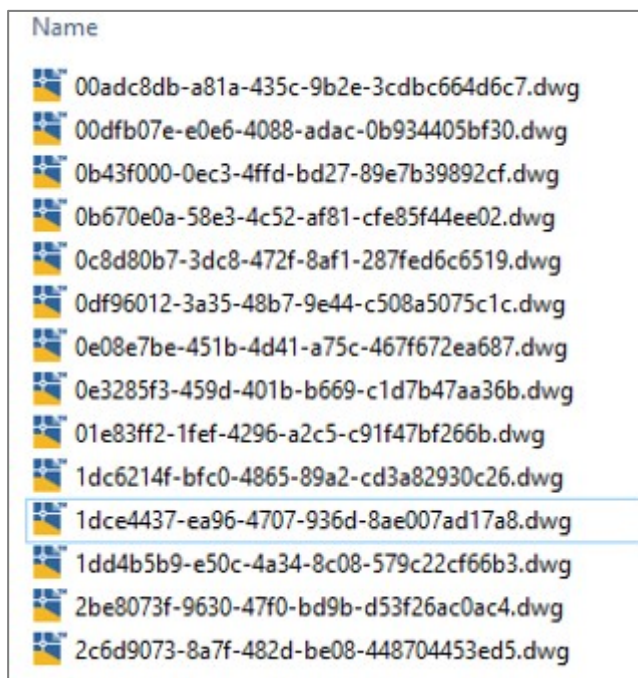 Name
00adc8db-a81a-435c-9b2e-3cdbc664d6c7.dwg
00dfb07e-e0e6-4088-adac-0b934405bf30.dwg
0b43f000-0ec3-4ffd-bd27-89e7b39892cf.dwg
0b670e0a-58e3-4c52-af81-cfe85f44ee02.dwg
0c8d80b7-3dc8-472f-8af1-287fed6c6519.dwg
0df96012-3a35-48b7-9e44-c508a5075c1c.dwg
0e08e7be-451b-4d41-a75c-467f672ea687.dwg
0e3285f3-459d-401b-b669-c1d7b47aa36b.dwg
01e83ff2-1fef-4296-a2c5-c91f47bf266b.dwg
1dc6214f-bfc0-4865-89a2-cd3a82930c26.dwg
1dce4437-ea96-4707-936d-8ae007ad17a8.dwg
1dd4b5b9-e50c-4a34-8c08-579c22cf66b3.dwg
2be8073f-9630-47f0-bd9b-d53f26ac0ac4.dwg
2c6d9073-8a7f-482d-be08-448704453ed5.dwg